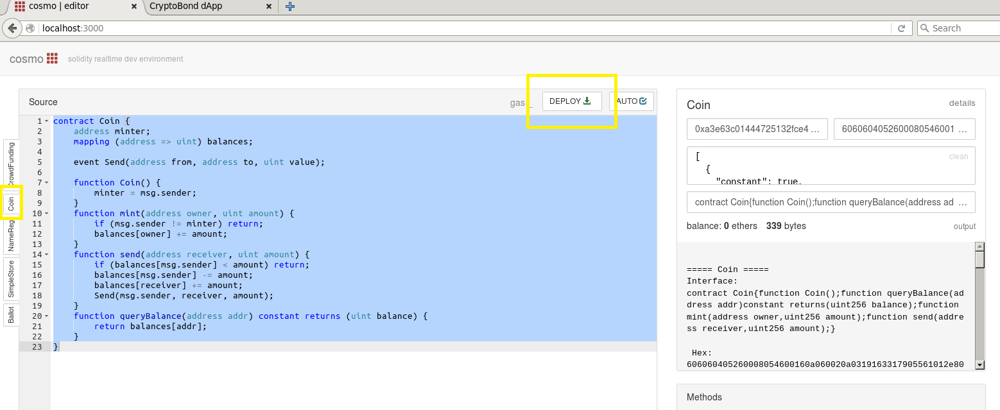 cosmo | editor
CryptoBond dApp
localhost:3000
Search
cosmo
solidity realtime dev environment
Source
gas _
DEPLOY
AUTO
CrowdFunding
Coin
NameReg
SimpleStore
Ballot
1 contract Coin {
2 address minter;
3 mapping (address => uint) balances;
4
5 event Send(address from, address to, uint value);
6
7 function Coin() {
8 minter = msg.sender;
9 }
10 function mint(address owner, uint amount) {
11 if (msg.sender != minter) return;
12 balances[owner] += amount;
13 }
14 function send(address receiver, uint amount) {
15 if (balances[msg.sender] < amount) return;
16 balances[msg.sender] -= amount;
17 balances[receiver] += amount;
18 Send(msg.sender, receiver, amount);
19 }
20 function queryBalance(address addr) constant returns (uint balance) {
21 return balances[addr];
22 }
23 }
Coin
details
0xa3e63c01444725132fce4 ...
6060604052600080546001 ...
[
clean
{
"constant": true,
contract Coin{function Coin();function queryBalance(address ad ...
balance: 0 ethers 339 bytes
output
===== Coin =====
Interface:
contract Coin{function Coin();function queryBalance(ad
dress addr)constant returns(uint256 balance);function
mint(address owner,uint256 amount);function send(addre
ss receiver,uint256 amount);}
Hex:
606060405260008054600160a060020a0319163317905561012e80
Methods